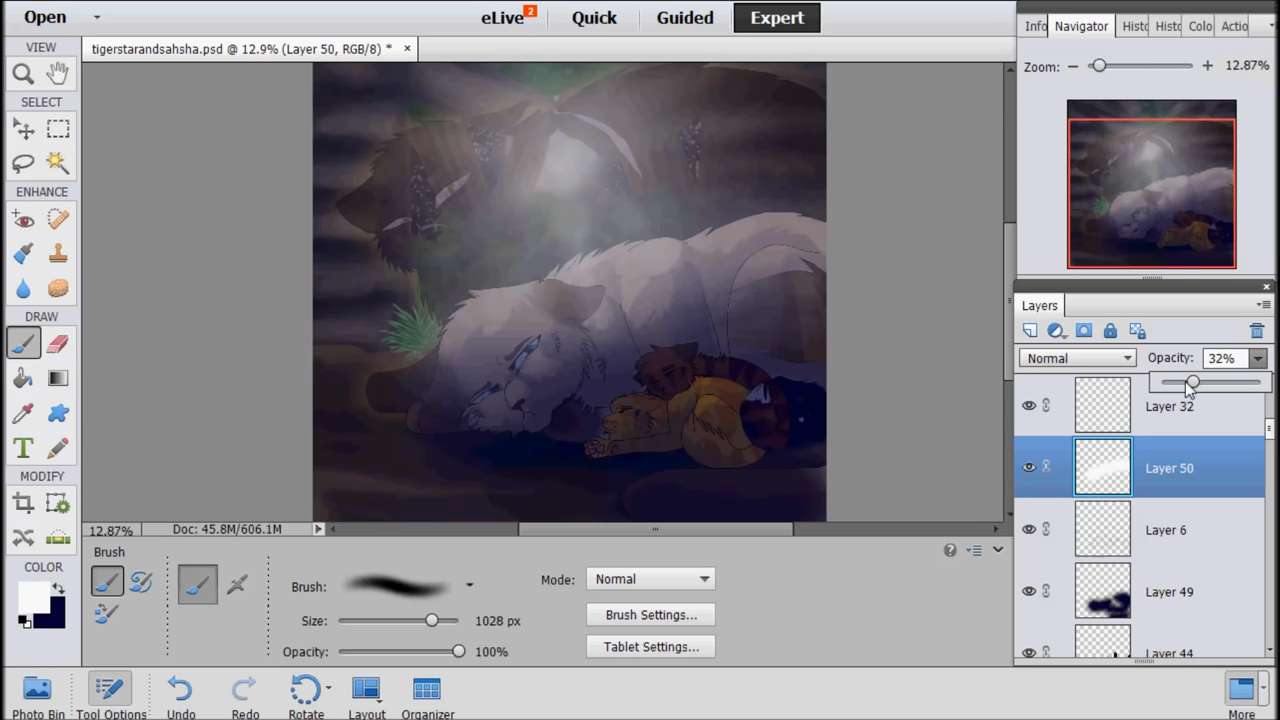 Open
eLive 2
Quick
Guided
Expert
tigerstarandsahsha.psd @ 12.9% (Layer 50, RGB/8) *
VIEW
SELECT
ENHANCE
DRAW
MODIFY
COLOR
Info
Navigator
Histo
Histo
Colo
Actio
Zoom:
12.87%
Layers
Normal
Opacity:
32%
Layer 32
Layer 50
Layer 6
Layer 49
Layer 44
12.87%
Doc: 45.8M/606.1M
Brush
Brush:
Size:
1028 px
Opacity:
100%
Mode:
Normal
Brush Settings...
Tablet Settings...
Photo Bin
Tool Options
Undo
Redo
Rotate
Layout
Organizer
More